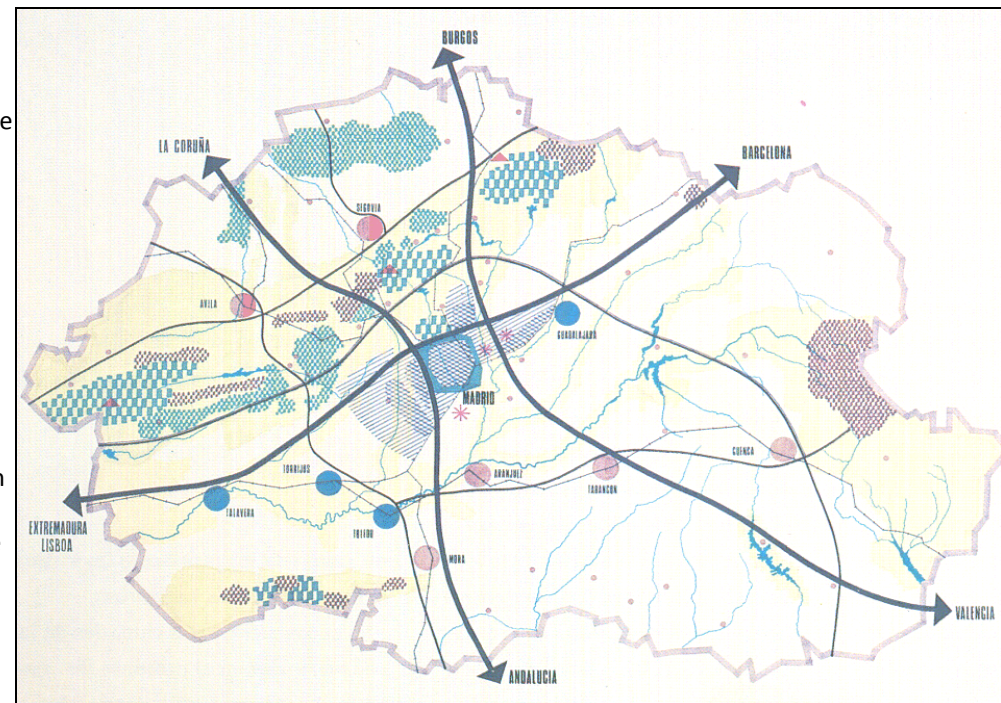 e
n
BURGOS
LA CORUÑA
BARCELONA
SEGOVIA
AVILA
GUADALAJARA
MADRID
CUENCA
TORRIJOS
ARANJUEZ
TARANCON
TALAVERA
TOLEDO
EXTREMADURA
LISBOA
MORA
VALENCIA
ANDALUCIA